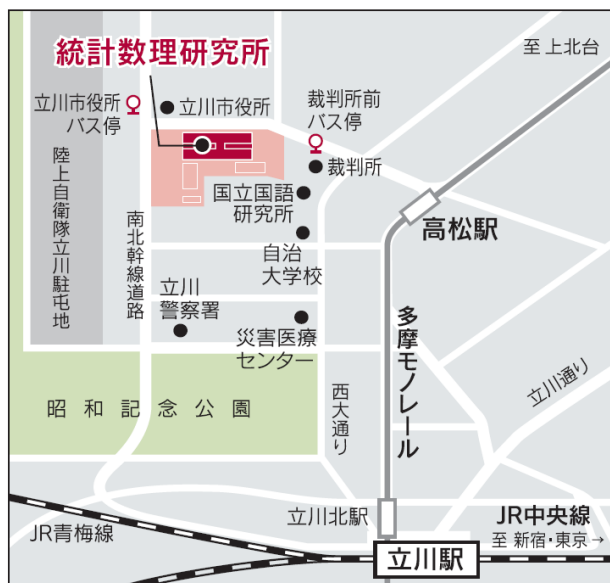 統計数理研究所
至 上北台
立川市役所
バス停
立川市役所
裁判所前
バス停
裁判所
陸上自衛隊立川駐屯地
南北幹線道路
国立国語
研究所
高松駅
自治
大学校
立川
警察署
災害医療
センター
多摩モノレール
昭和記念公園
西大通り
立川通り
立川北駅
JR中央線
至 新宿・東京→
JR青梅線
立川駅